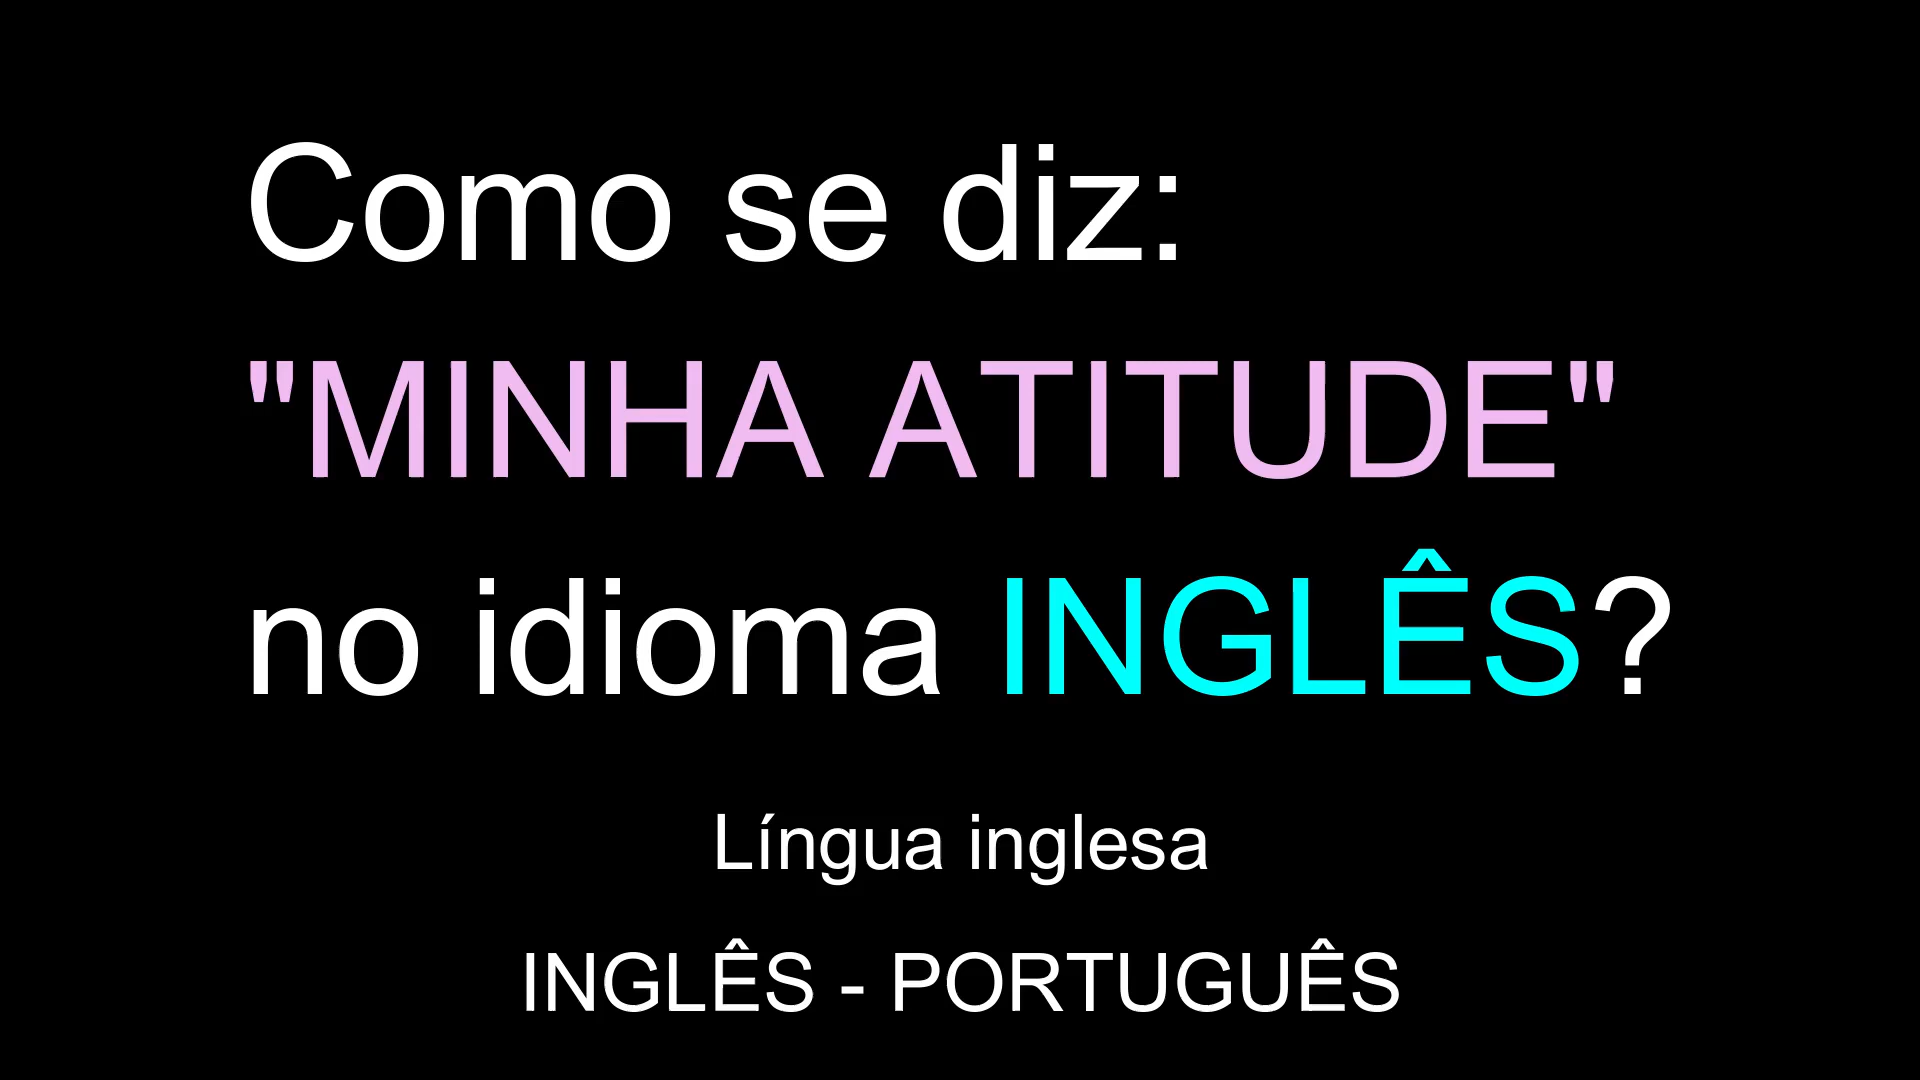 Como se diz:
"MINHA ATITUDE"
no idioma INGLÊS?
Língua inglesa
INGLÊS - PORTUGUÊS